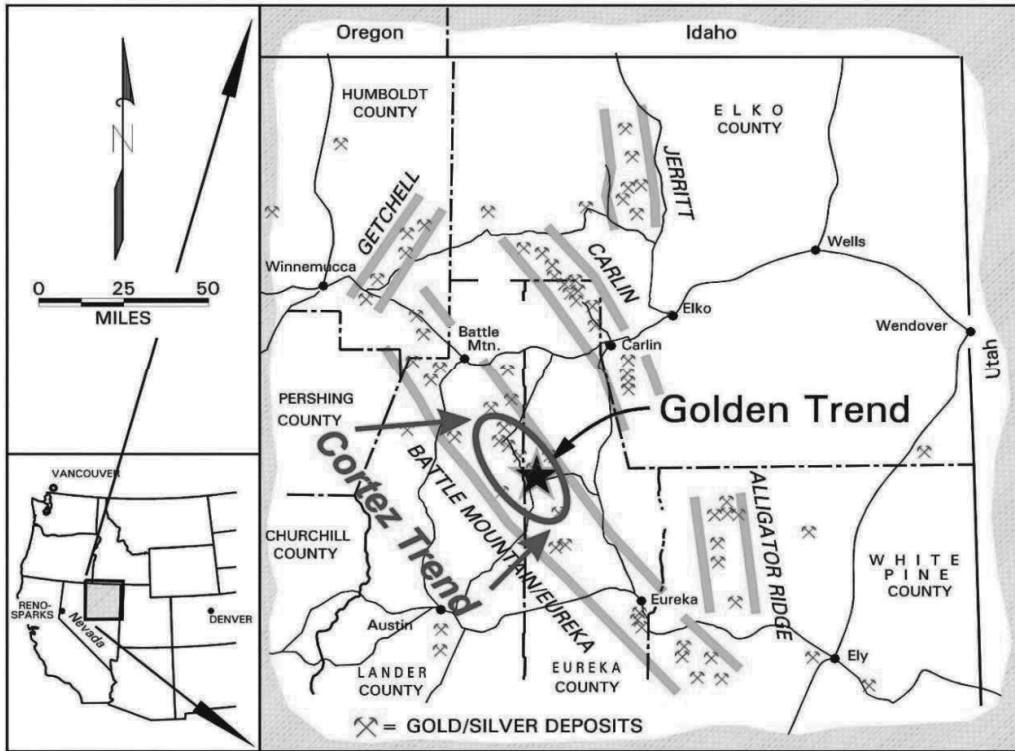 Oregon
Idaho
HUMBOLDT
COUNTY
ELKO
COUNTY
N
JERRITT
GETCHELL
CARLIN
Winnemucca
Wells
0 25 50
MILES
Elko
Battle
Mtn.
Carlin
Wendover
Utah
PERSHING
COUNTY
Golden Trend
Cortez Trend
BATTLE MOUNTAIN/EUREKA
ALLIGATOR RIDGE
VANCOUVER
CHURCHILL
COUNTY
WHITE
PINE
COUNTY
RENO-
SPARKS
Nevada
DENVER
Eureka
Austin
Ely
LANDER
COUNTY
EUREKA
COUNTY
= GOLD/SILVER DEPOSITS